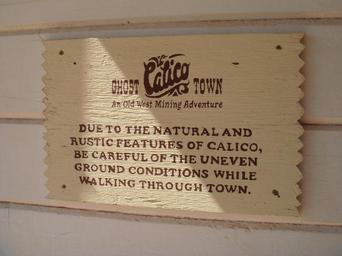 GHOST Calico TOWN
An Old West Mining Adventure
DUE TO THE NATURAL AND
RUSTIC FEATURES OF CALICO,
BE CAREFUL OF THE UNEVEN
GROUND CONDITIONS WHILE
WALKING THROUGH TOWN.